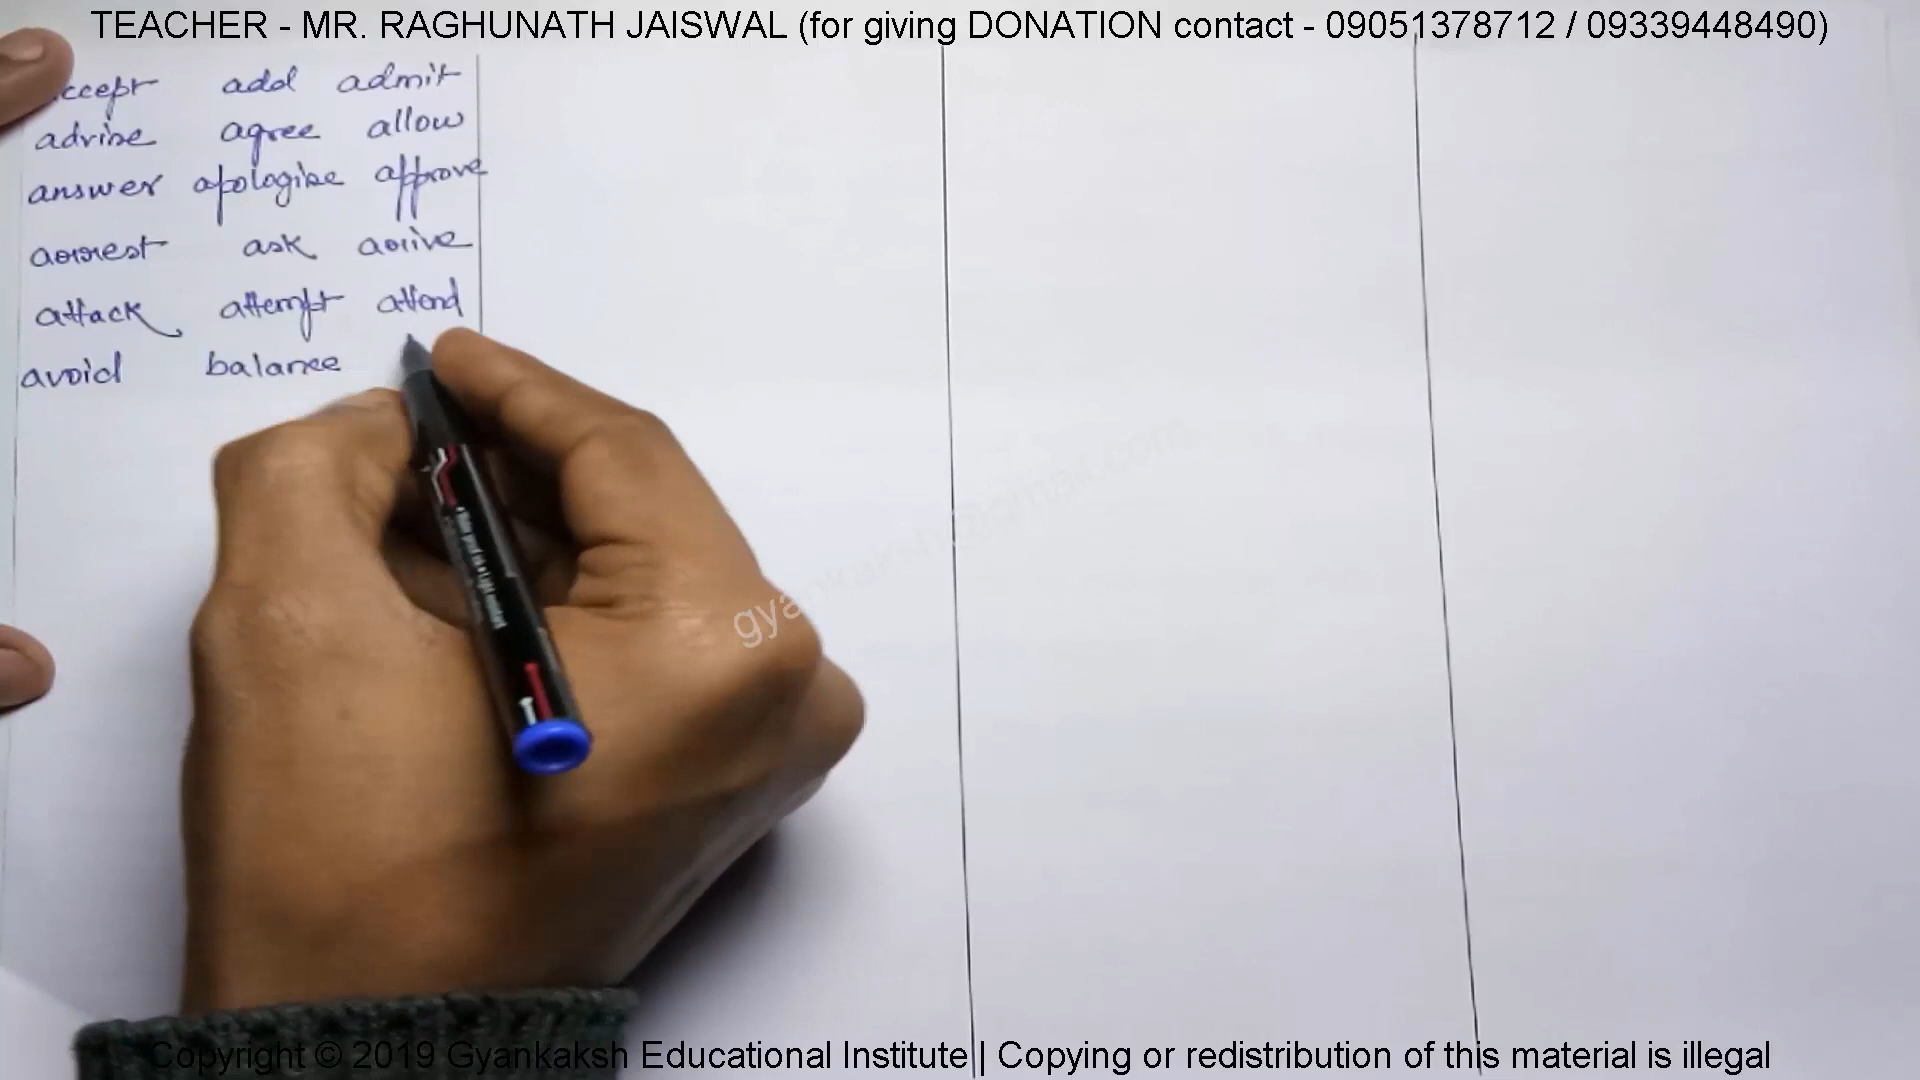 TEACHER - MR. RAGHUNATH JAISWAL (for giving DONATION contact - 09051378712 / 09339448490)
ccept add admit
advise agree allow
answer apologise approve
arrest ask arrive
attack attempt attend
avoid balance
gyankaksh
Copyright © 2019 Gyankaksh Educational Institute | Copying or redistribution of this material is illegal